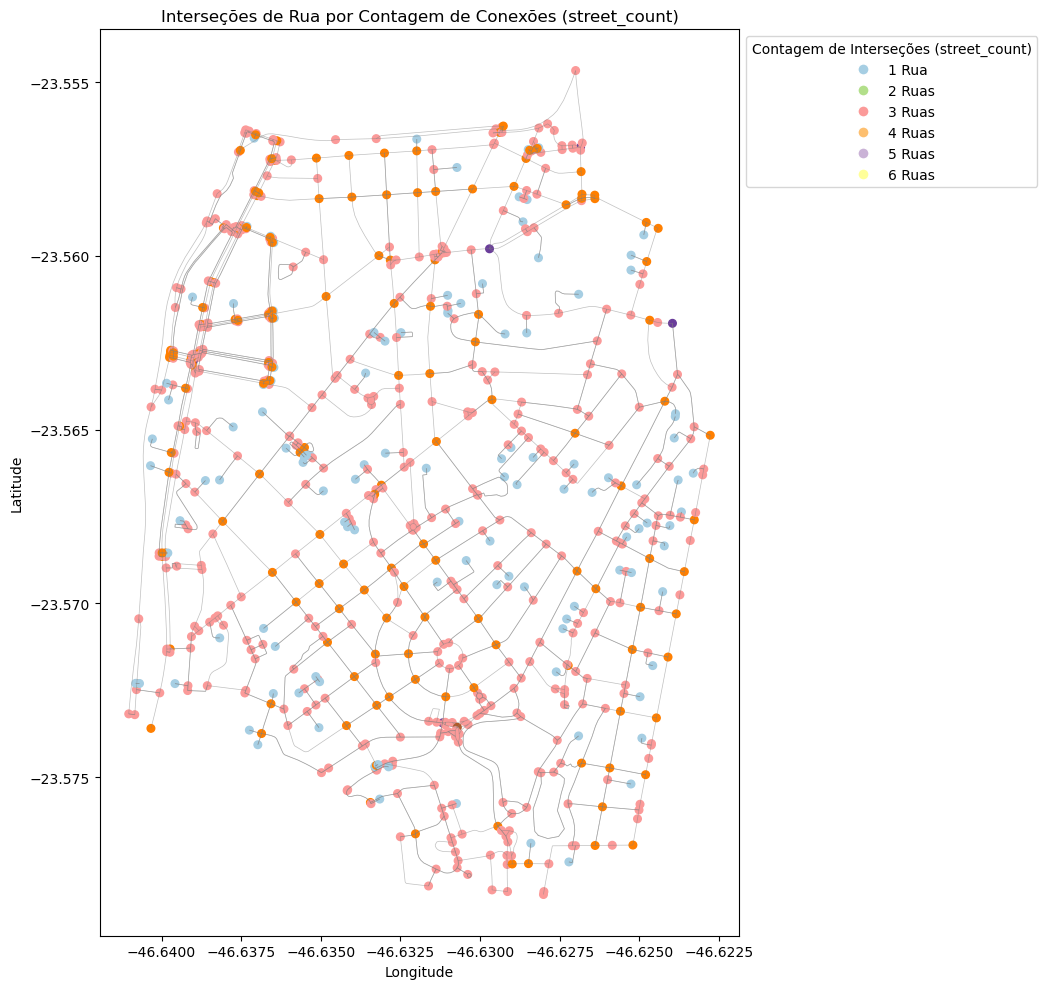 Interseções de Rua por Contagem de Conexões (street_count)
Contagem de Interseções (street_count)
1 Rua
2 Ruas
3 Ruas
4 Ruas
5 Ruas
6 Ruas
Latitude
−23.555
−23.560
−23.565
−23.570
−23.575
−46.6400
−46.6375
−46.6350
−46.6325
−46.6300
−46.6275
−46.6250
−46.6225
Longitude